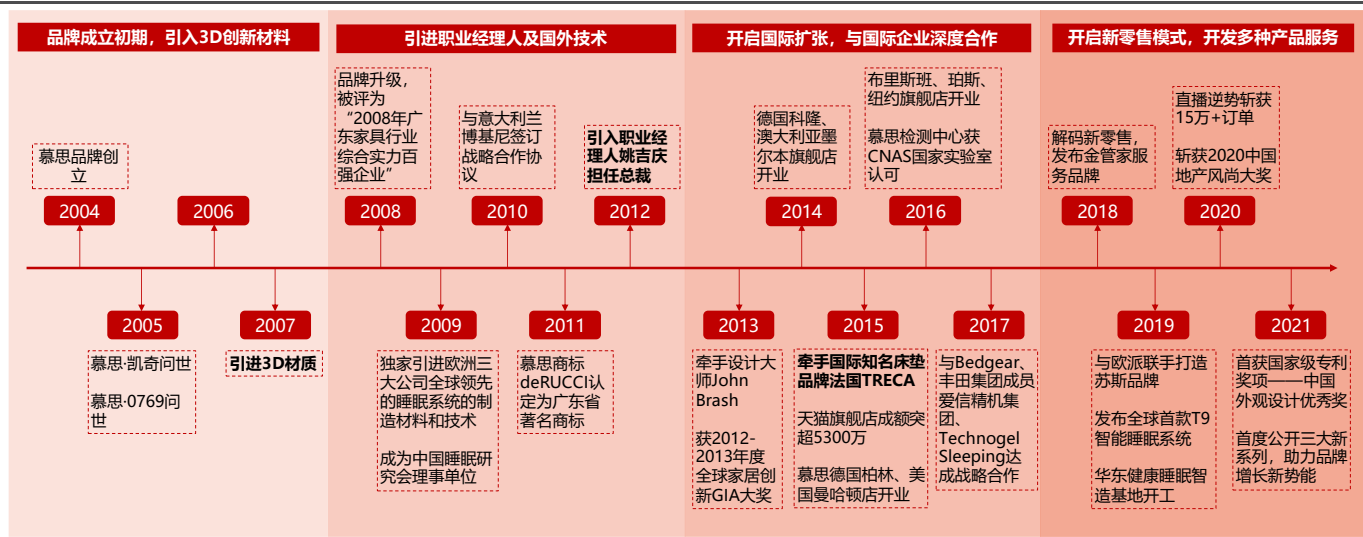 品牌成立初期，引入3D创新材料
引进职业经理人及国外技术
开启国际扩张，与国际企业深度合作
开启新零售模式，开发多种产品服务
慕思品牌创
立
2004
2006
品牌升级，
被评为
“2008年广
东家具行业
综合实力百
强企业”
2008
与意大利兰
博基尼签订
战略合作协
议
2010
引入职业经
理人姚吉庆
担任总裁
2012
德国科隆、
澳大利亚墨
尔本旗舰店
开业
2014
布里斯班、珀斯、
纽约旗舰店开业
慕思检测中心获
CNAS国家实验室
认可
2016
解码新零售，
发布金管家服
务品牌
2018
直播逆势斩获
15万+订单
斩获2020中国
地产风尚大奖
2020
2005
慕思·凯奇问世
慕思·0769问
世
2007
引进3D材质
2009
独家引进欧洲三
大公司全球领先
的睡眠系统的制
造材料和技术
成为中国睡眠研
究会理事单位
2011
慕思商标
deRUCCI认
定为广东省
著名商标
2013
牵手设计大
师John
Brash
获2012-
2013年度
全球家居创
新GIA大奖
2015
牵手国际知名床垫
品牌法国TRECA
天猫旗舰店成额突
超5300万
慕思德国柏林、美
国曼哈顿店开业
2017
与Bedgear、
丰田集团成员
爱信精机集
团、
Technogel
Sleeping达
成战略合作
2019
与欧派联手打造
苏斯品牌
发布全球首款T9
智能睡眠系统
华东健康睡眠智
造基地开工
2021
首获国家级专利
奖项——中国
外观设计优秀奖
首度公开三大新
系列，助力品牌
增长新势能